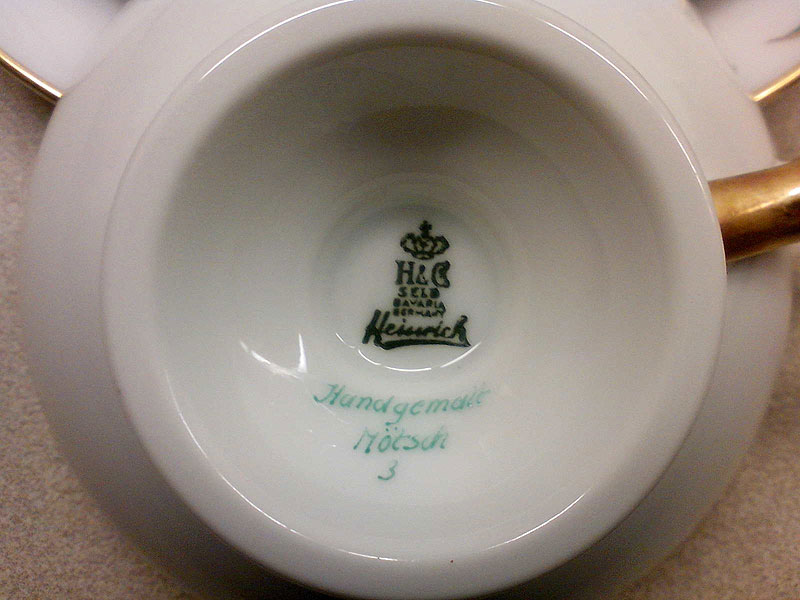 H&C
SELB
BAVARIA
GERMANY
Heinrich
Handgemalt
Mötsch
3